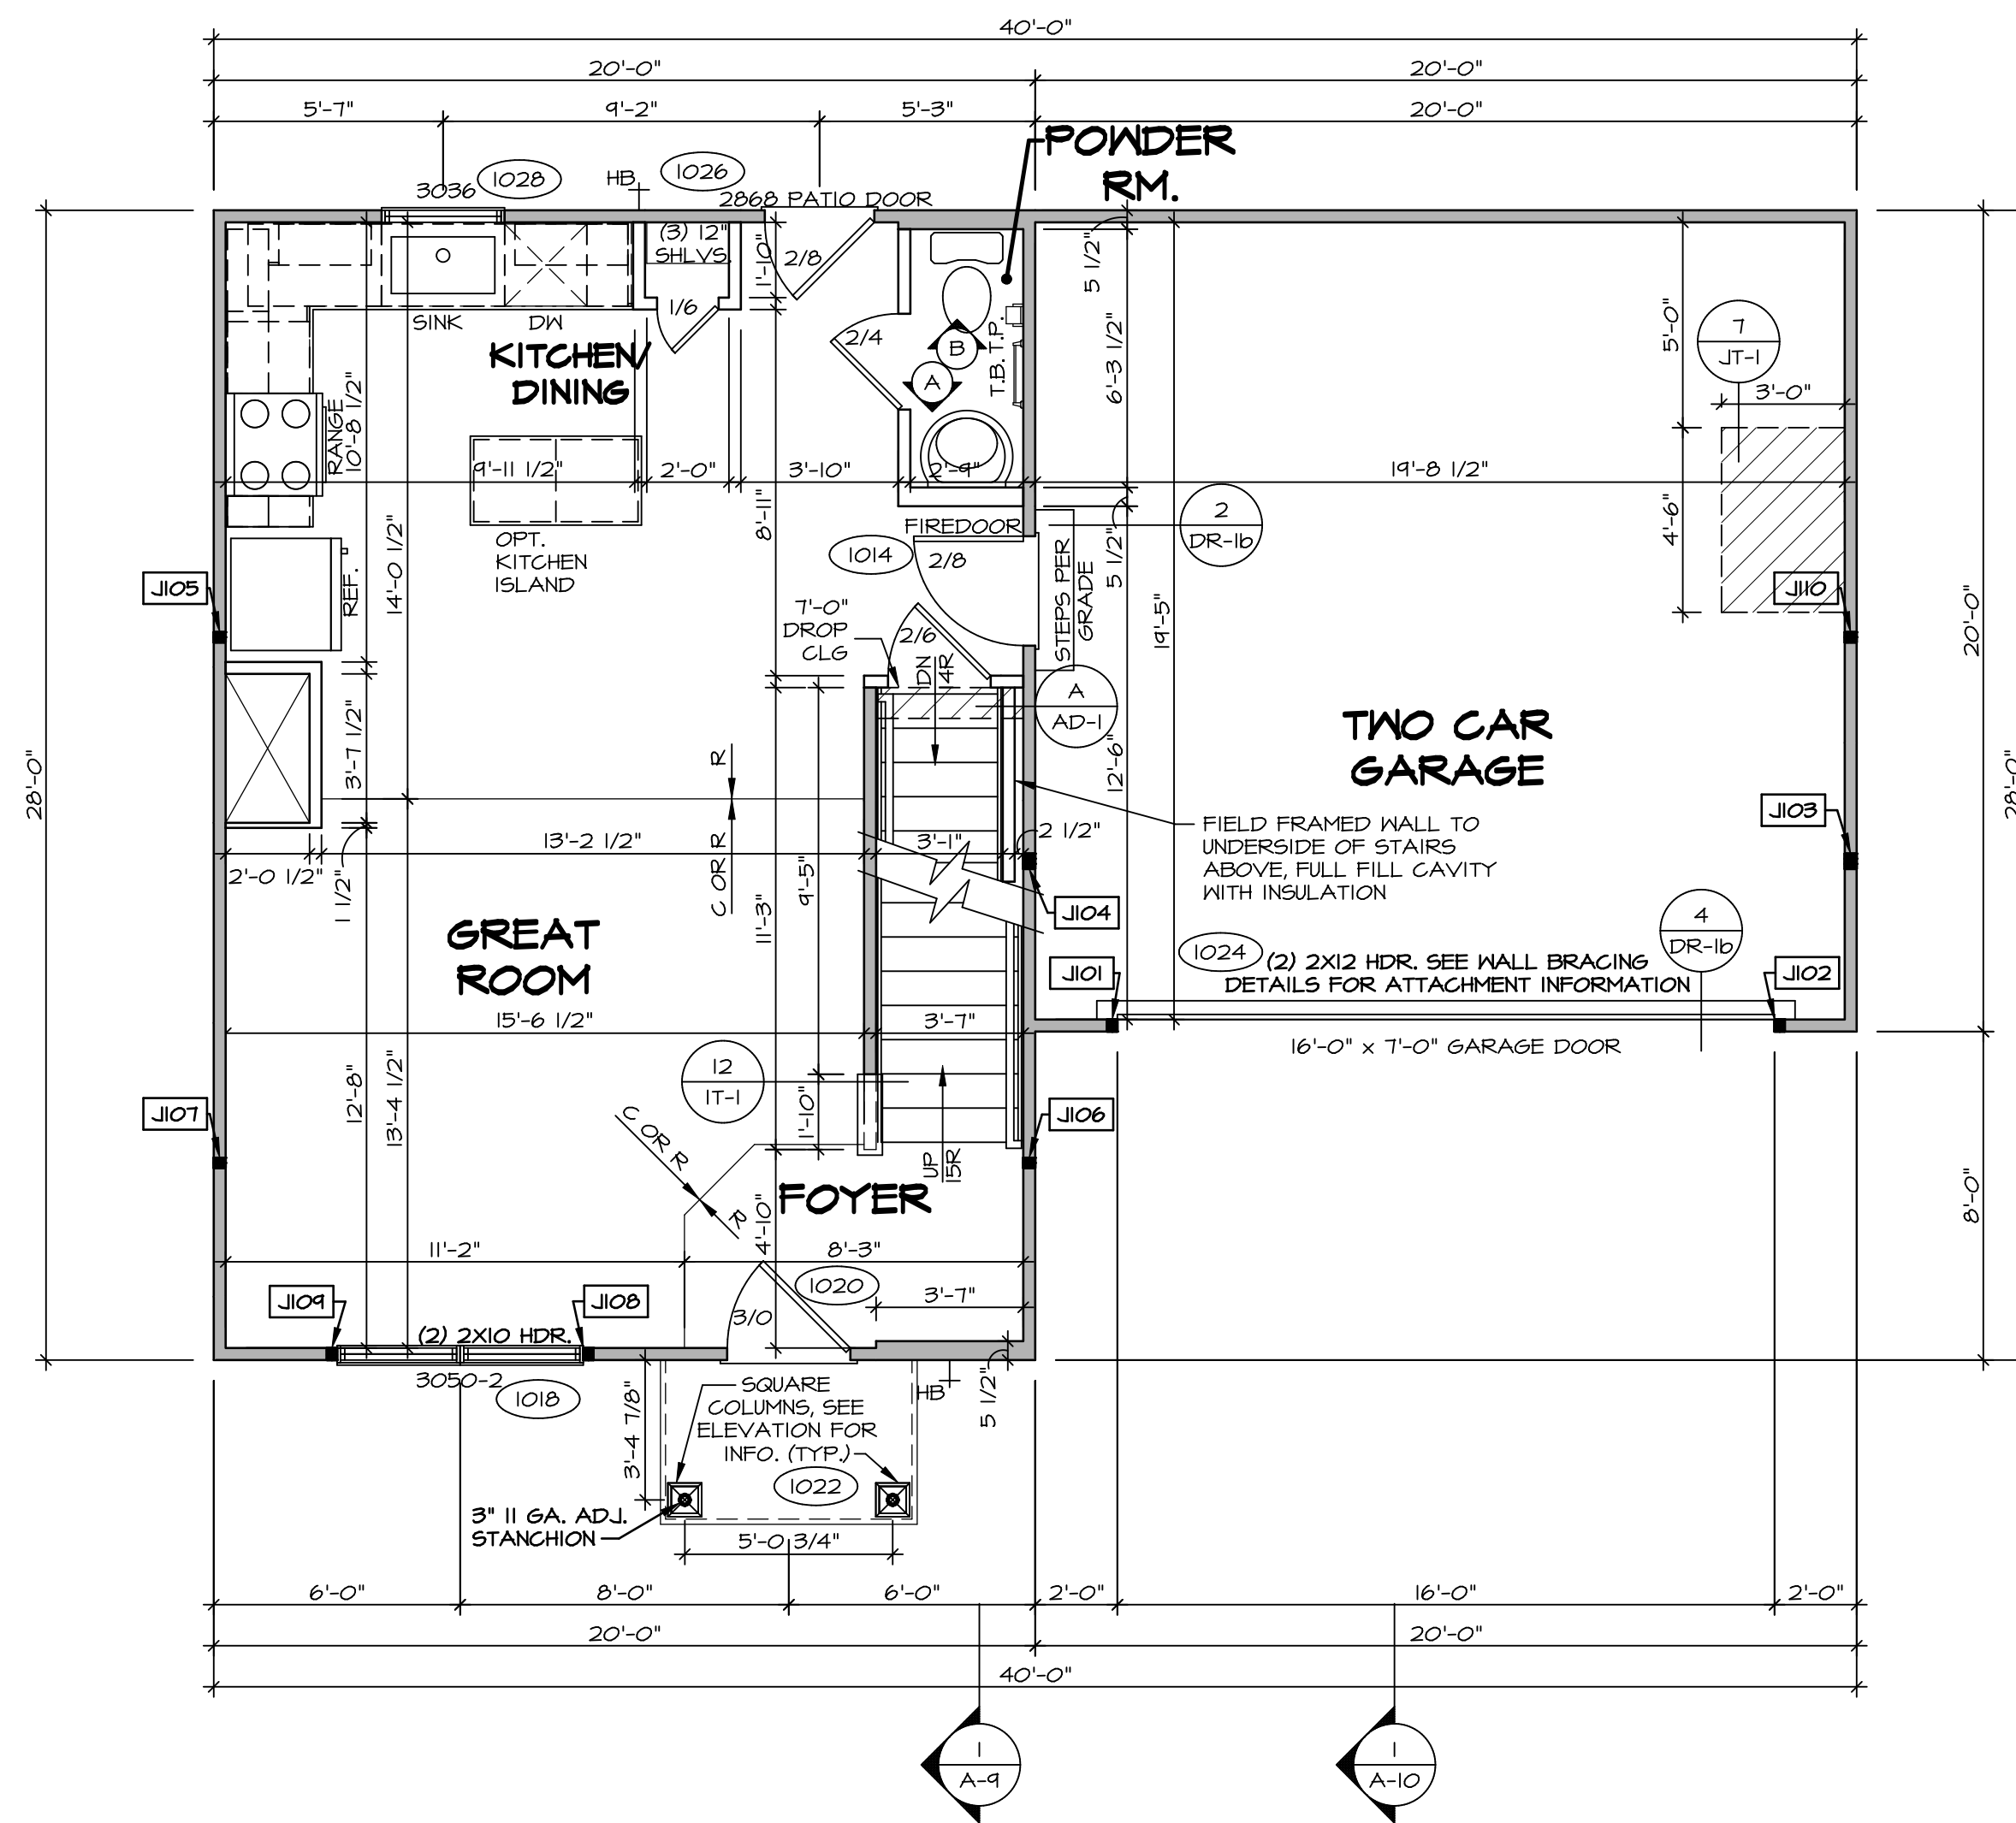 40'-0"
20'-0" 20'-0"
5'-7" 9'-2" 5'-3" 20'-0"
POWDER
RM.
3036 1028 HB 1026
2868 PATIO DOOR
(3) 12"
SHLVS.
1'-10"
2/8
5 1/2"
1/6
SINK DW
2/4
KITCHEN/
DINING
B
A
T.B. T.P.
6'-3 1/2"
5'-0"
7
JT-1
3'-0"
RANGE
10'-8 1/2"
9'-11 1/2" 2'-0" 3'-10" 2'-9" 19'-8 1/2"
8'-11"
4'-6"
14'-0 1/2"
OPT.
KITCHEN
ISLAND
FIREDOOR
1014
2/8
2
DR-1b
5 1/2"
STEPS PER
GRADE
J105
REF.
7'-0"
DROP
CLG
2/6
DN
14R
19'-5"
J110
20'-0"
A
AD-1
12'-6"
TWO CAR
GARAGE
28'-0"
28'-0"
3'-7 1/2"
R
C OR R
13'-2 1/2"
3'-1"
2 1/2"
2'-0 1/2"
1 1/2"
9'-5"
11'-3"
J103
FIELD FRAMED WALL TO
UNDERSIDE OF STAIRS
ABOVE, FULL FILL CAVITY
WITH INSULATION
J104
GREAT
ROOM
4
DR-1b
J101
1024
(2) 2X12 HDR. SEE WALL BRACING
DETAILS FOR ATTACHMENT INFORMATION
J102
15'-6 1/2" 3'-7"
16'-0" x 7'-0" GARAGE DOOR
12
IT-1
12'-8"
13'-4 1/2"
1'-10"
J107
J106
C OR R
R
UP
15R
FOYER
8'-0"
4'-10"
11'-2" 8'-3"
1020
3'-7"
J109
J108
3/0
(2) 2X10 HDR.
3050-2 1018
SQUARE
COLUMNS, SEE
ELEVATION FOR
INFO. (TYP.)
HB
5 1/2"
3'-4 7/8"
1022
3" 11 GA. ADJ.
STANCHION
5'-0 3/4"
6'-0" 8'-0" 6'-0" 2'-0" 16'-0" 2'-0"
20'-0" 20'-0"
40'-0"
1
A-9
1
A-10